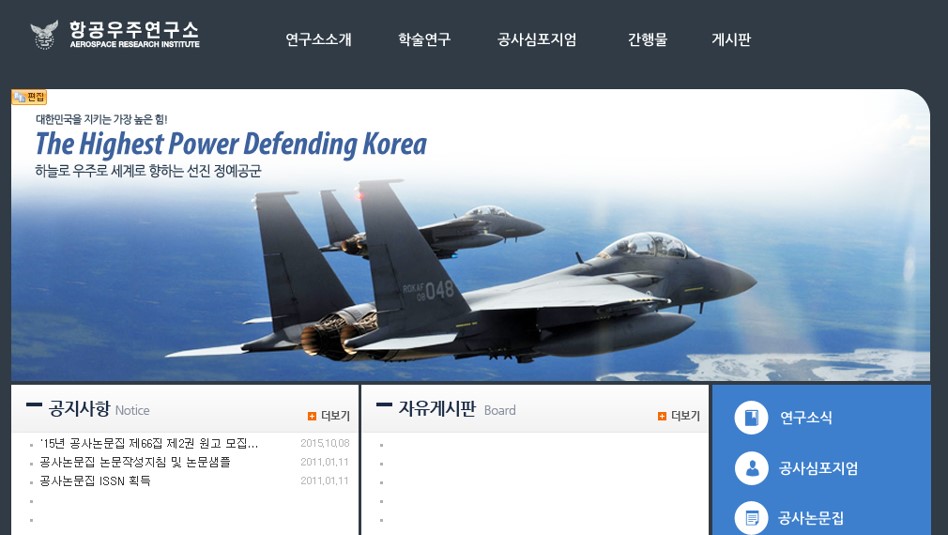 항공우주연구소
AEROSPACE RESEARCH INSTITUTE
연구소소개 학술연구 공사심포지엄 간행물 게시판
편집
대한민국을 지키는 가장 높은 힘!
The Highest Power Defending Korea
하늘로 우주로 세계로 향하는 선진 정예공군
ROKAF
08 048
공지사항 Notice 더보기
'15년 공사논문집 제66집 제2권 원고 모집... 2015,10,08
공사논문집 논문작성지침 및 논문샘플 2011,01,11
공사논문집 ISSN 획득 2011,01,11
자유게시판 Board 더보기
연구소식
공사심포지엄
공사논문집